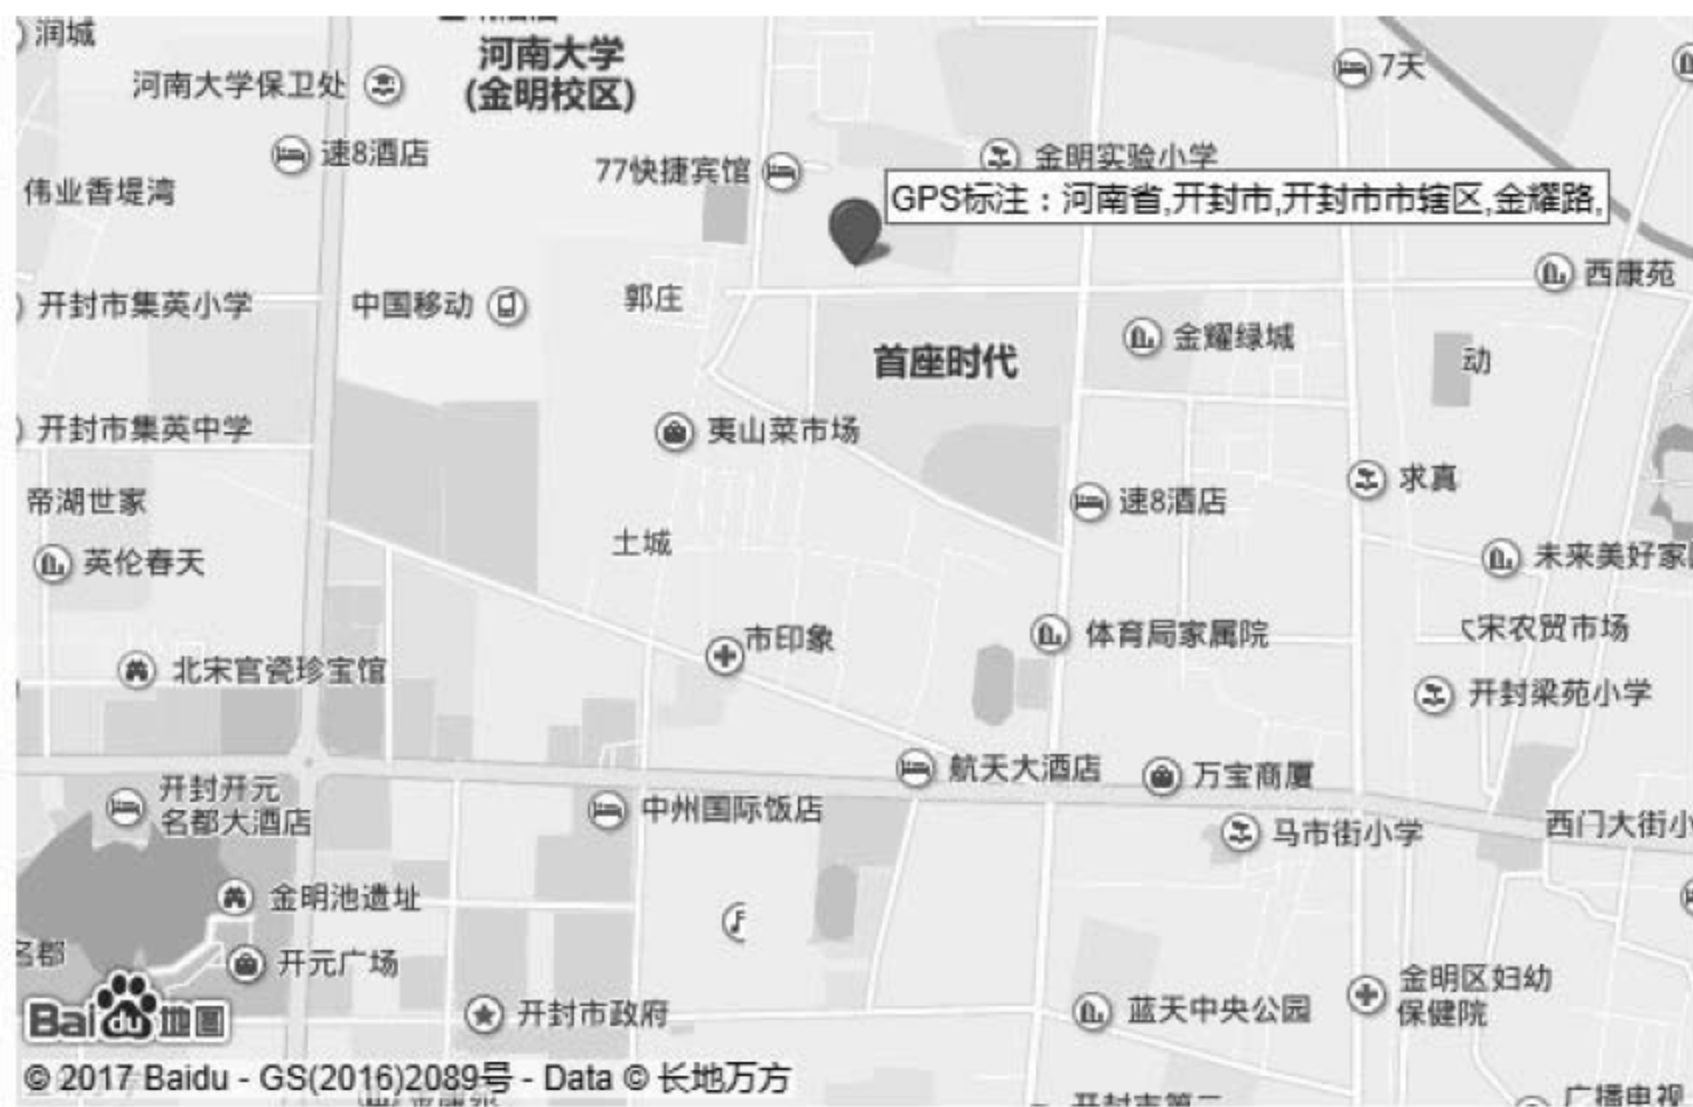 润城
河南大学
(金明校区)
河南大学保卫处
7天
速8酒店
77快捷宾馆
金明实验小学
伟业香堤湾
GPS标注：河南省,开封市,开封市市辖区,金耀路,
西康苑
开封市集英小学
中国移动
郭庄
金耀绿城
首座时代
动
开封市集英中学
夷山菜市场
求真
帝湖世家
速8酒店
土城
英伦春天
未来美好家
市印象
体育局家属院
宋农贸市场
北宋官瓷珍宝馆
开封梁苑小学
航天大酒店
万宝商厦
开封开元
名都大酒店
中州国际饭店
马市街小学
西门大街小
金明池遗址
名都
开元广场
金明区妇幼
保健院
开封市政府
蓝天中央公园
Bai du 地图
© 2017 Baidu - GS(2016)2089号 - Data © 长地万方
开封市第二
广播电视